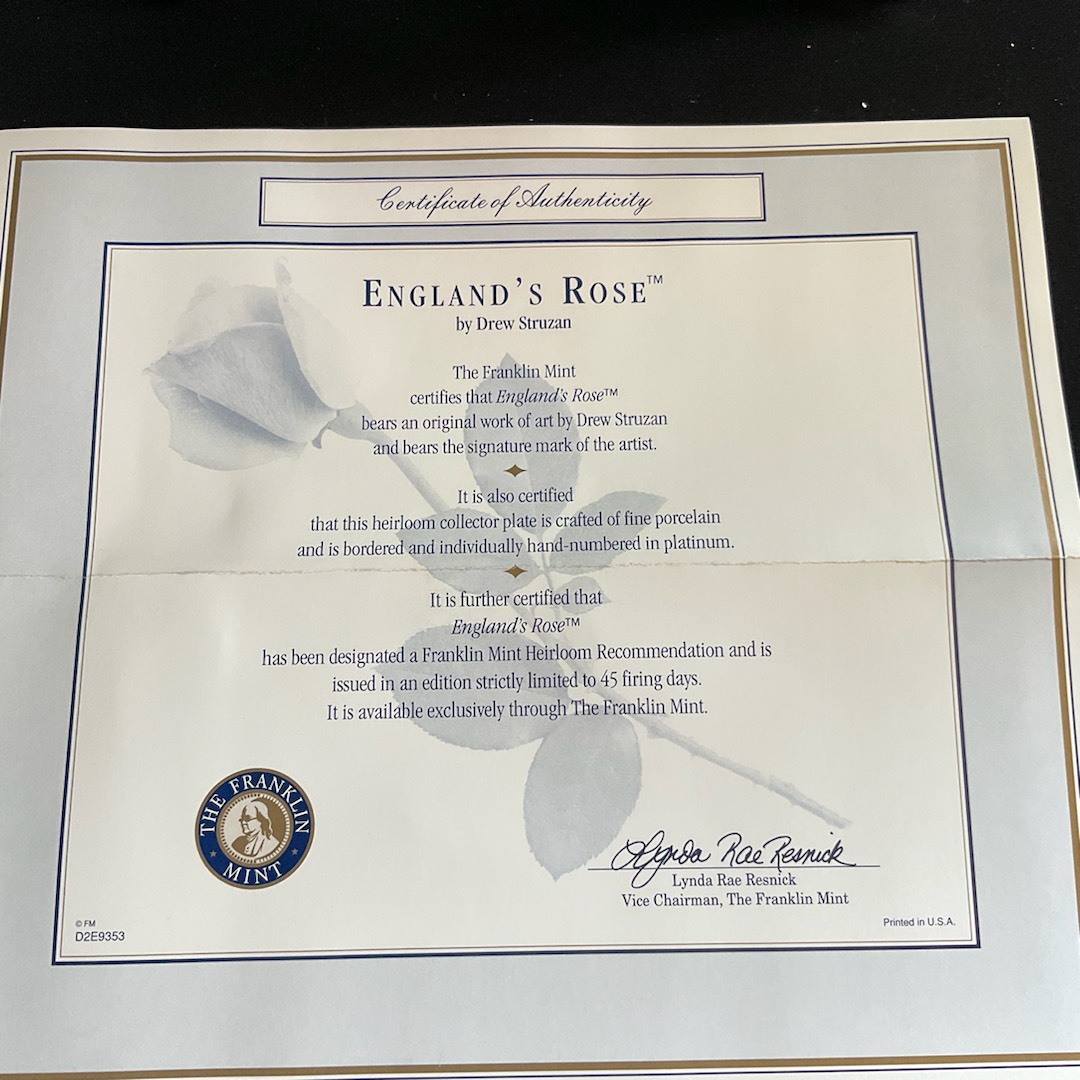 Certificate of Authenticity
ENGLAND'S ROSE™
by Drew Struzan
The Franklin Mint
certifies that England's Rose™
bears an original work of art by Drew Struzan
and bears the signature mark of the artist.
It is also certified
that this heirloom collector plate is crafted of fine porcelain
and is bordered and individually hand-numbered in platinum.
It is further certified that
England's Rose™
has been designated a Franklin Mint Heirloom Recommendation and is
issued in an edition strictly limited to 45 firing days.
It is available exclusively through The Franklin Mint.
THE FRANKLIN
MINT
Lynda Rae Resnick
Lynda Rae Resnick
Vice Chairman, The Franklin Mint
© FM
D2E9353
Printed in U.S.A.